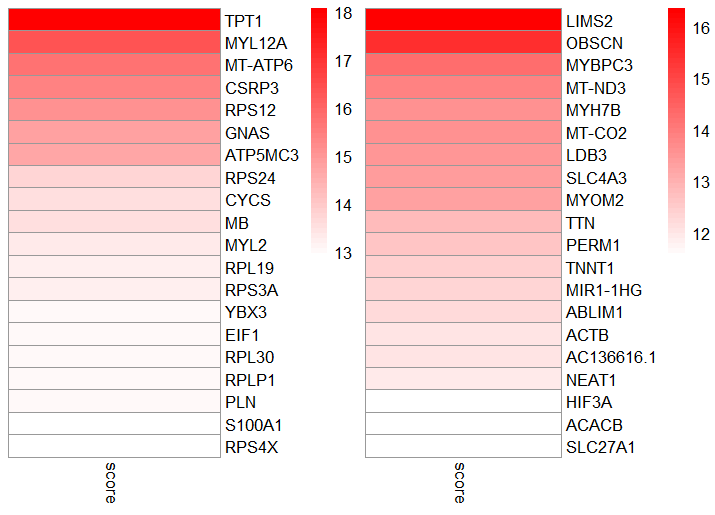 TPT1
MYL12A
MT-ATP6
CSRP3
RPS12
GNAS
ATP5MC3
RPS24
CYCS
MB
MYL2
RPL19
RPS3A
YBX3
EIF1
RPL30
RPLP1
PLN
S100A1
RPS4X
score
18
17
16
15
14
13
LIMS2
OBSCN
MYBPC3
MT-ND3
MYH7B
MT-CO2
LDB3
SLC4A3
MYOM2
TTN
PERM1
TNNT1
MIR1-1HG
ABLIM1
ACTB
AC136616.1
NEAT1
HIF3A
ACACB
SLC27A1
score
16
15
14
13
12